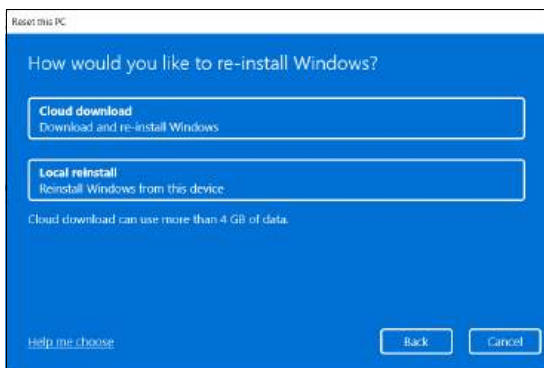 Reset this PC
How would you like to re-install Windows?
Cloud download
Download and re-install Windows
Local reinstall
Reinstall Windows from this device
Cloud download can use more than 4 GB of data.
Help me choose
Back
Cancel